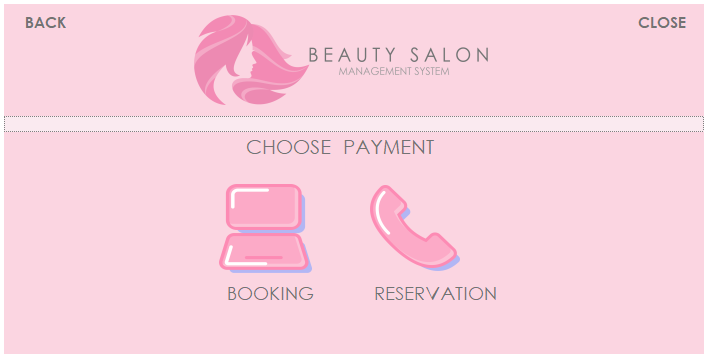 BACK
CLOSE
BEAUTY SALON
MANAGEMENT SYSTEM
CHOOSE PAYMENT
BOOKING
RESERVATION